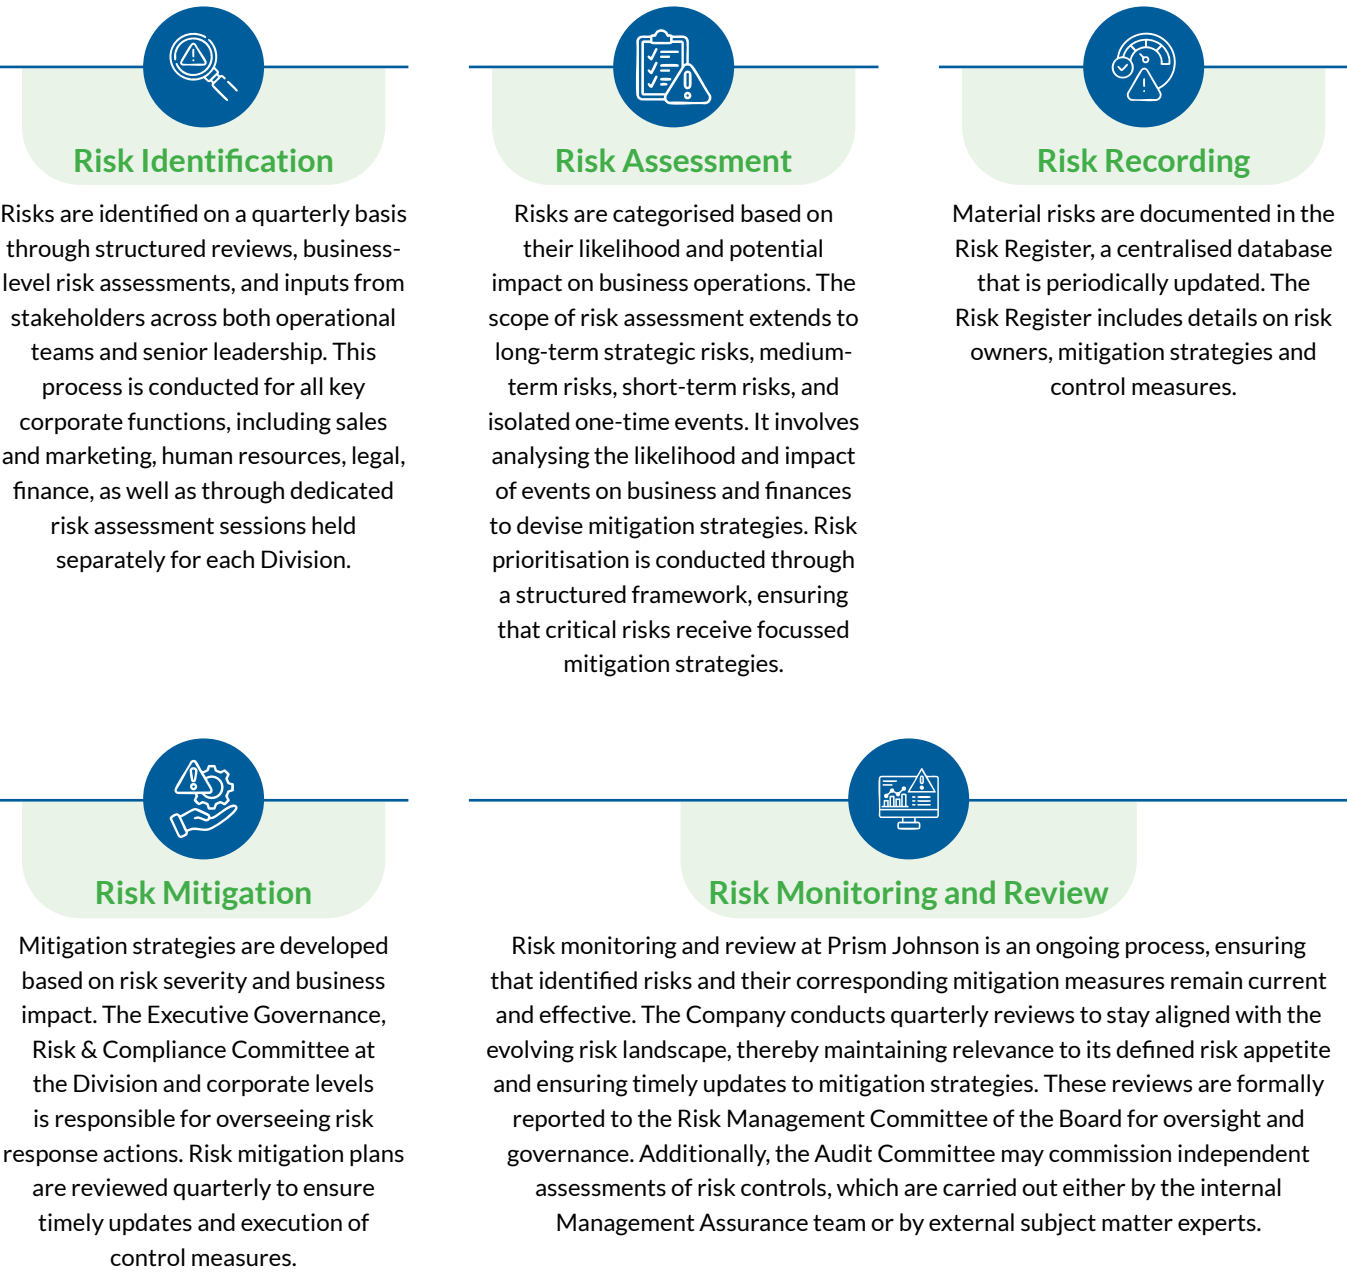 Risk Identification
Risks are identified on a quarterly basis
through structured reviews, business-
level risk assessments, and inputs from
stakeholders across both operational
teams and senior leadership. This
process is conducted for all key
corporate functions, including sales
and marketing, human resources, legal,
finance, as well as through dedicated
risk assessment sessions held
separately for each Division.
Risk Assessment
Risks are categorised based on
their likelihood and potential
impact on business operations. The
scope of risk assessment extends to
long-term strategic risks, medium-
term risks, short-term risks, and
isolated one-time events. It involves
analysing the likelihood and impact
of events on business and finances
to devise mitigation strategies. Risk
prioritisation is conducted through
a structured framework, ensuring
that critical risks receive focussed
mitigation strategies.
Risk Recording
Material risks are documented in the
Risk Register, a centralised database
that is periodically updated. The
Risk Register includes details on risk
owners, mitigation strategies and
control measures.
Risk Mitigation
Mitigation strategies are developed
based on risk severity and business
impact. The Executive Governance,
Risk & Compliance Committee at
the Division and corporate levels
is responsible for overseeing risk
response actions. Risk mitigation plans
are reviewed quarterly to ensure
timely updates and execution of
control measures.
Risk Monitoring and Review
Risk monitoring and review at Prism Johnson is an ongoing process, ensuring
that identified risks and their corresponding mitigation measures remain current
and effective. The Company conducts quarterly reviews to stay aligned with the
evolving risk landscape, thereby maintaining relevance to its defined risk appetite
and ensuring timely updates to mitigation strategies. These reviews are formally
reported to the Risk Management Committee of the Board for oversight and
governance. Additionally, the Audit Committee may commission independent
assessments of risk controls, which are carried out either by the internal
Management Assurance team or by external subject matter experts.